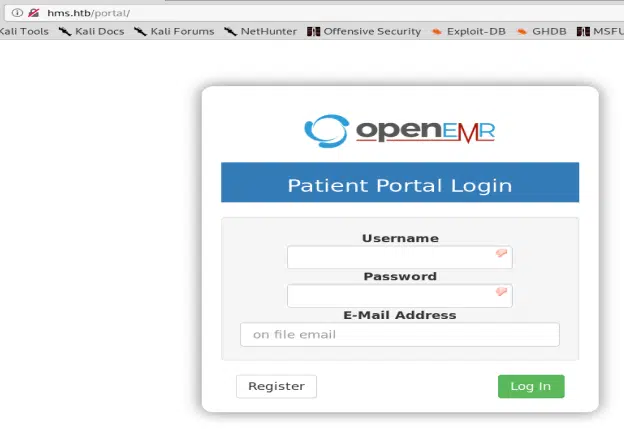 hms.htb/portal/
Kali Tools Kali Docs Kali Forums NetHunter Offensive Security Exploit-DB GHDB MSFU
openEMR
Patient Portal Login
Username
Password
E-Mail Address
on file email
Register Log In